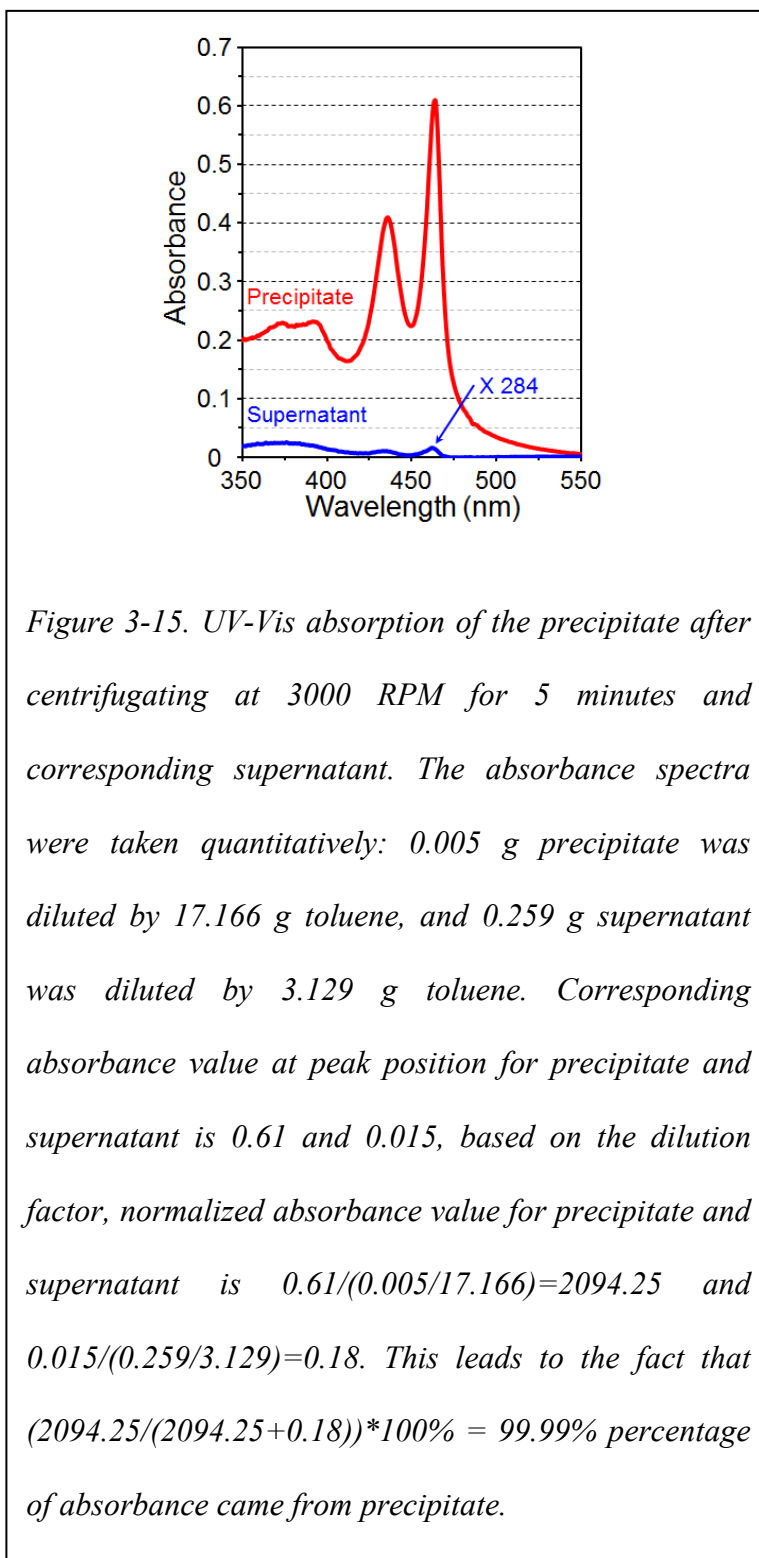 0.7
0.6
0.5
0.4
0.3
0.2
0.1
0
Absorbance
Precipitate
X 284
Supernatant
350 400 450 500 550
Wavelength (nm)
Figure 3-15. UV-Vis absorption of the precipitate after
centrifugating at 3000 RPM for 5 minutes and
corresponding supernatant. The absorbance spectra
were taken quantitatively: 0.005 g precipitate was
diluted by 17.166 g toluene, and 0.259 g supernatant
was diluted by 3.129 g toluene. Corresponding
absorbance value at peak position for precipitate and
supernatant is 0.61 and 0.015, based on the dilution
factor, normalized absorbance value for precipitate and
supernatant is 0.61/(0.005/17.166)=2094.25 and
0.015/(0.259/3.129)=0.18. This leads to the fact that
(2094.25/(2094.25+0.18))*100% = 99.99% percentage
of absorbance came from precipitate.